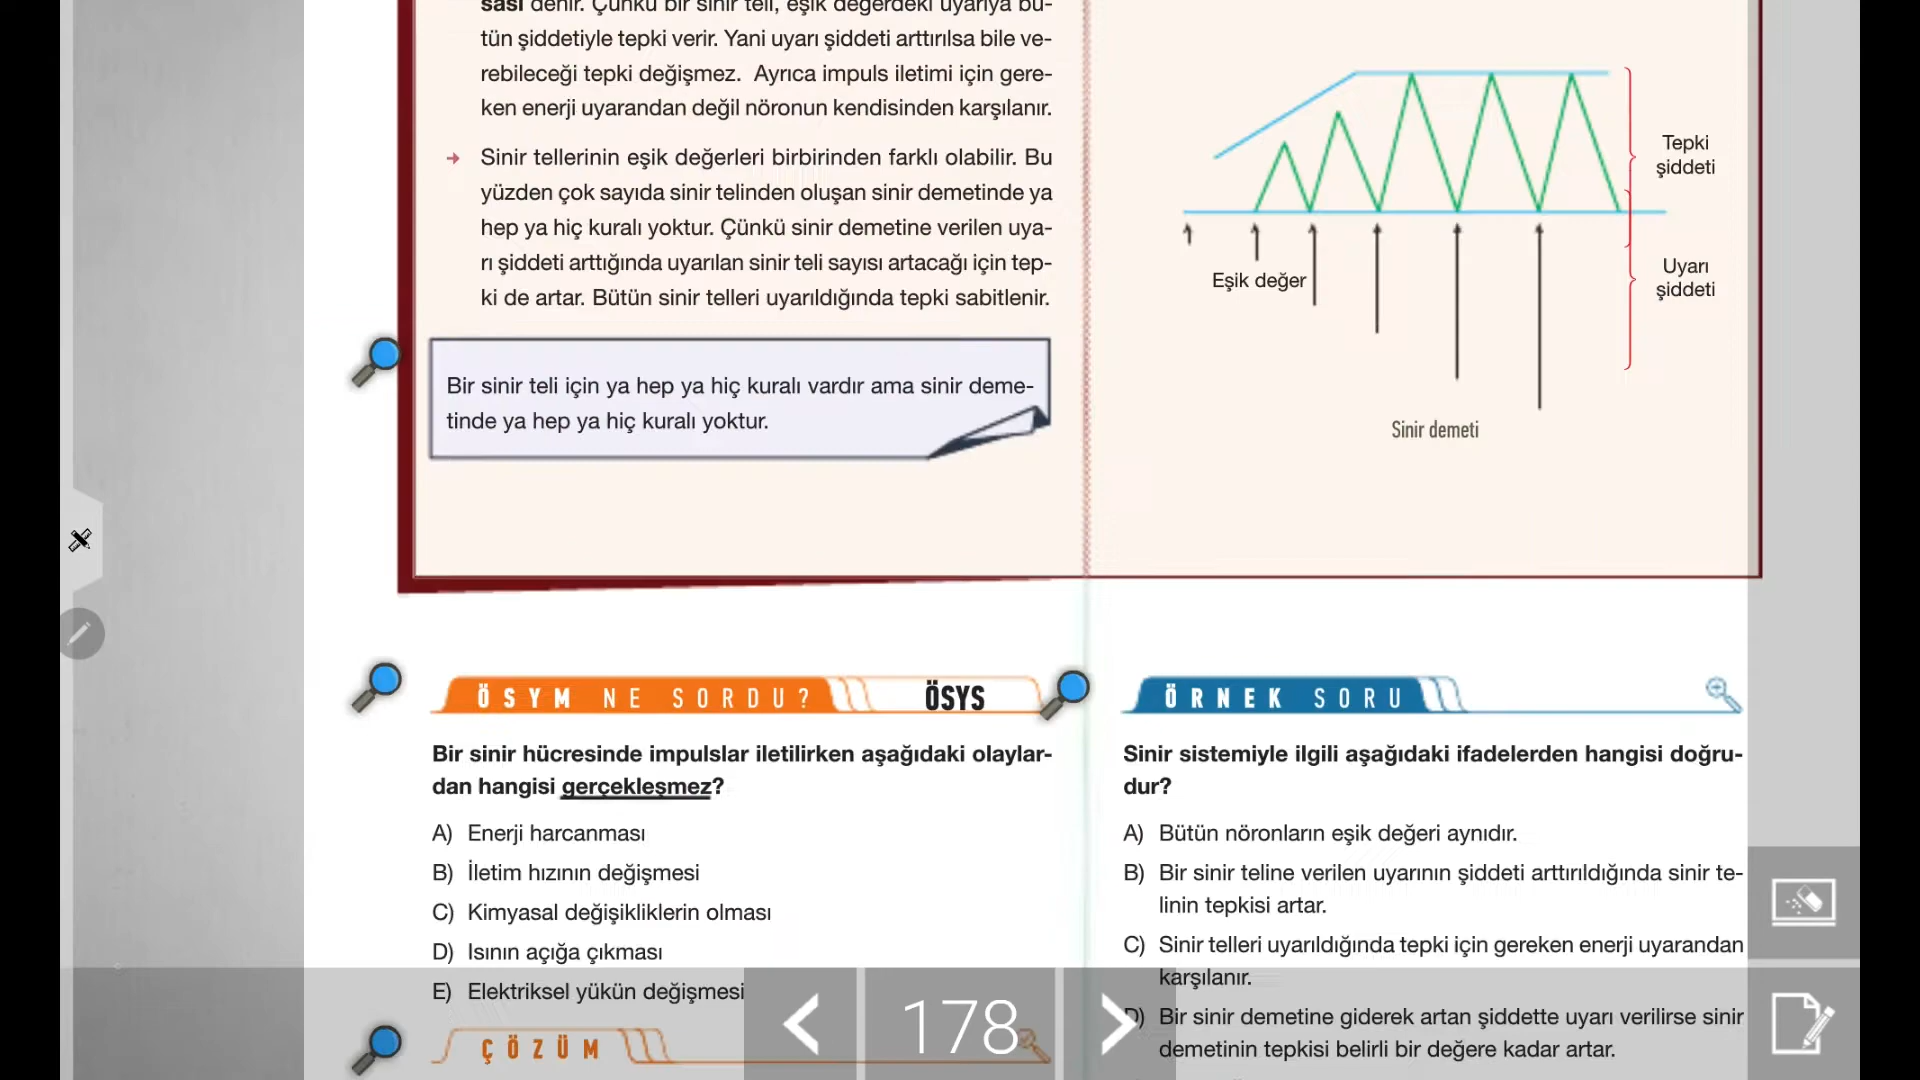 sası denir. Çünkü bir sinir teli, eşik değerdeki uyarıya bü-
tün şiddetiyle tepki verir. Yani uyarı şiddeti arttırılsa bile ve-
rebileceği tepki değişmez. Ayrıca impuls iletimi için gere-
ken enerji uyarandan değil nöronun kendisinden karşılanır.
Sinir tellerinin eşik değerleri birbirinden farklı olabilir. Bu
yüzden çok sayıda sinir telinden oluşan sinir demetinde ya
hep ya hiç kuralı yoktur. Çünkü sinir demetine verilen uya-
rı şiddeti arttığında uyarılan sinir teli sayısı artacağı için tep-
ki de artar. Bütün sinir telleri uyarıldığında tepki sabitlenir.
Bir sinir teli için ya hep ya hiç kuralı vardır ama sinir deme-
tinde ya hep ya hiç kuralı yoktur.
Tepki
şiddeti
Eşik değer
Uyarı
şiddeti
Sinir demeti
ÖSYM NE SORDU? ÖSYS
Bir sinir hücresinde impulslar iletilirken aşağıdaki olaylar-
dan hangisi gerçekleşmez?
A) Enerji harcanması
B) İletim hızının değişmesi
C) Kimyasal değişikliklerin olması
D) Isının açığa çıkması
E) Elektriksel yükün değişmesi
ÇÖZÜM
ÖRNEK SORU
Sinir sistemiyle ilgili aşağıdaki ifadelerden hangisi doğru-
dur?
A) Bütün nöronların eşik değeri aynıdır.
B) Bir sinir teline verilen uyarının şiddeti arttırıldığında sinir te-
linin tepkisi artar.
C) Sinir telleri uyarıldığında tepki için gereken enerji uyarandan
karşılanır.
D) Bir sinir demetine giderek artan şiddette uyarı verilirse sinir
demetinin tepkisi belirli bir değere kadar artar.
178